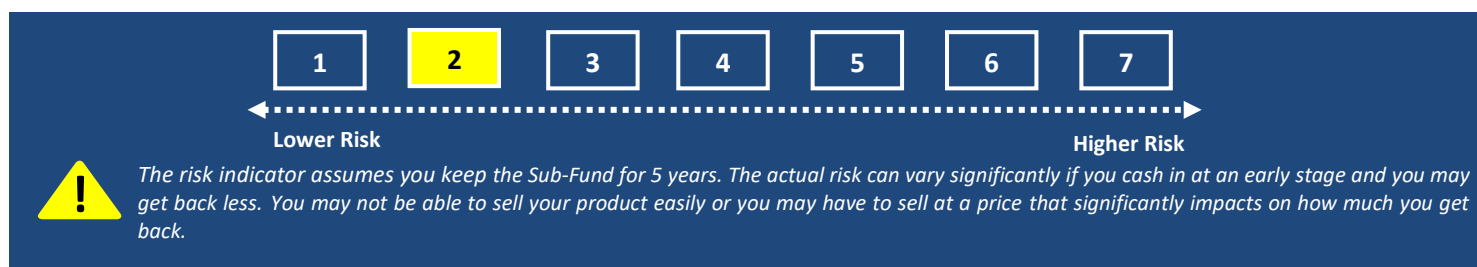 1 2 3 4 5 6 7
Lower Risk Higher Risk
!
The risk indicator assumes you keep the Sub-Fund for 5 years. The actual risk can vary significantly if you cash in at an early stage and you may
get back less. You may not be able to sell your product easily or you may have to sell at a price that significantly impacts on how much you get
back.